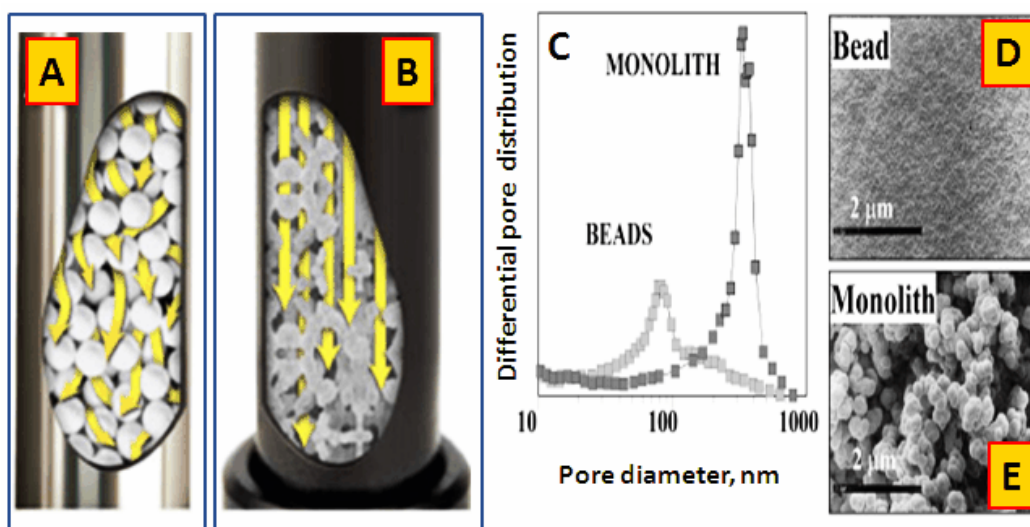 A
B
C
Differential pore distribution
MONOLITH
BEADS
10
100
1000
Pore diameter, nm
Bead
D
2 μm
Monolith
2 μm
E